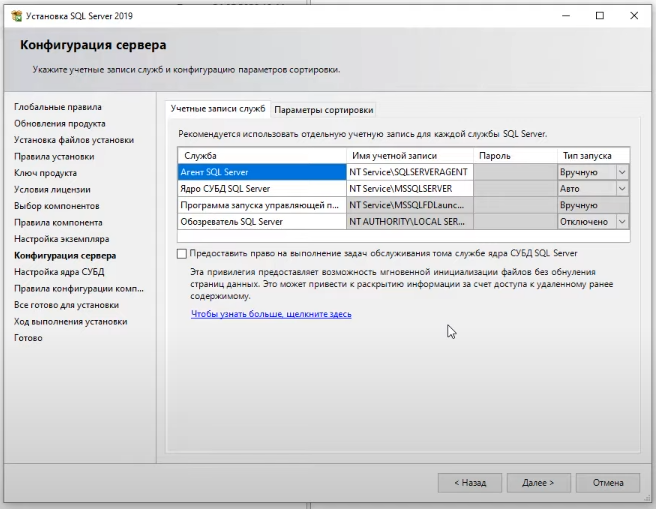 Установка SQL Server 2019
Конфигурация сервера
Укажите учетные записи служб и конфигурацию параметров сортировки.
Глобальные правила
Обновления продукта
Установка файлов установки
Правила установки
Ключ продукта
Условия лицензии
Выбор компонентов
Правила компонента
Настройка экземпляра
Конфигурация сервера
Настройка ядра СУБД
Правила конфигурации комп...
Все готово для установки
Ход выполнения установки
Готово
Учетные записи служб Параметры сортировки
Рекомендуется использовать отдельную учетную запись для каждой службы SQL Server.
Служба Имя учетной записи Пароль Тип запуска
Агент SQL Server NT Service\SQLSERVERAGENT Вручную
Ядро СУБД SQL Server NT Service\MSSQLSERVER Авто
Программа запуска управляющей п... NT Service\MSSQLFDLaunc... Вручную
Обозреватель SQL Server NT AUTHORITY\LOCAL SER... Отключено
Предоставить право на выполнение задач обслуживания тома службе ядра СУБД SQL Server
Эта привилегия предоставляет возможность мгновенной инициализации файлов без обнуления
страниц данных. Это может привести к раскрытию информации за счет доступа к удаленному ранее
содержимому.
Чтобы узнать больше, щелкните здесь
< Назад Далее > Отмена